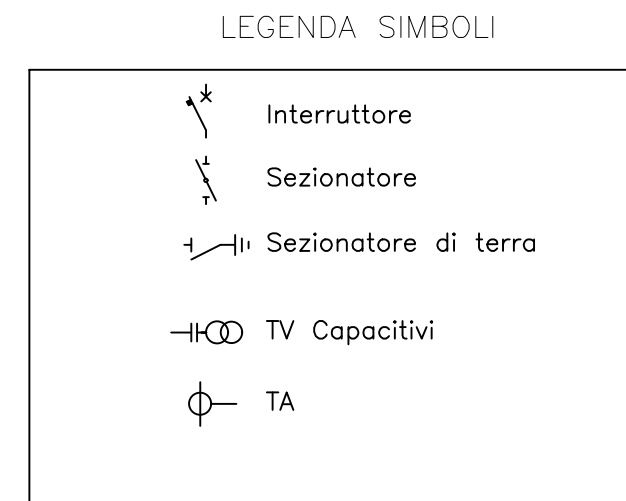 LEGENDA SIMBOLI
Interruttore
Sezionatore
Sezionatore di terra
TV Capacitivi
TA